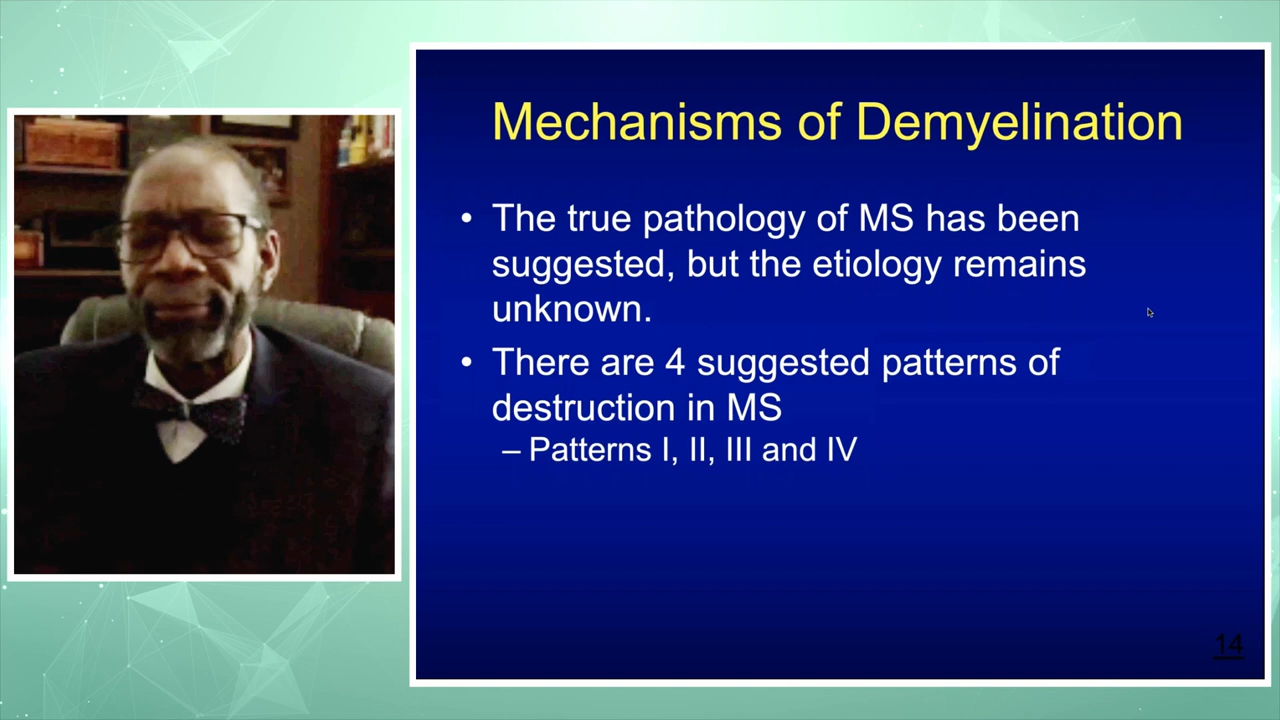 Mechanisms of Demyelination
• The true pathology of MS has been
suggested, but the etiology remains
unknown.
• There are 4 suggested patterns of
destruction in MS
– Patterns I, II, III and IV
14